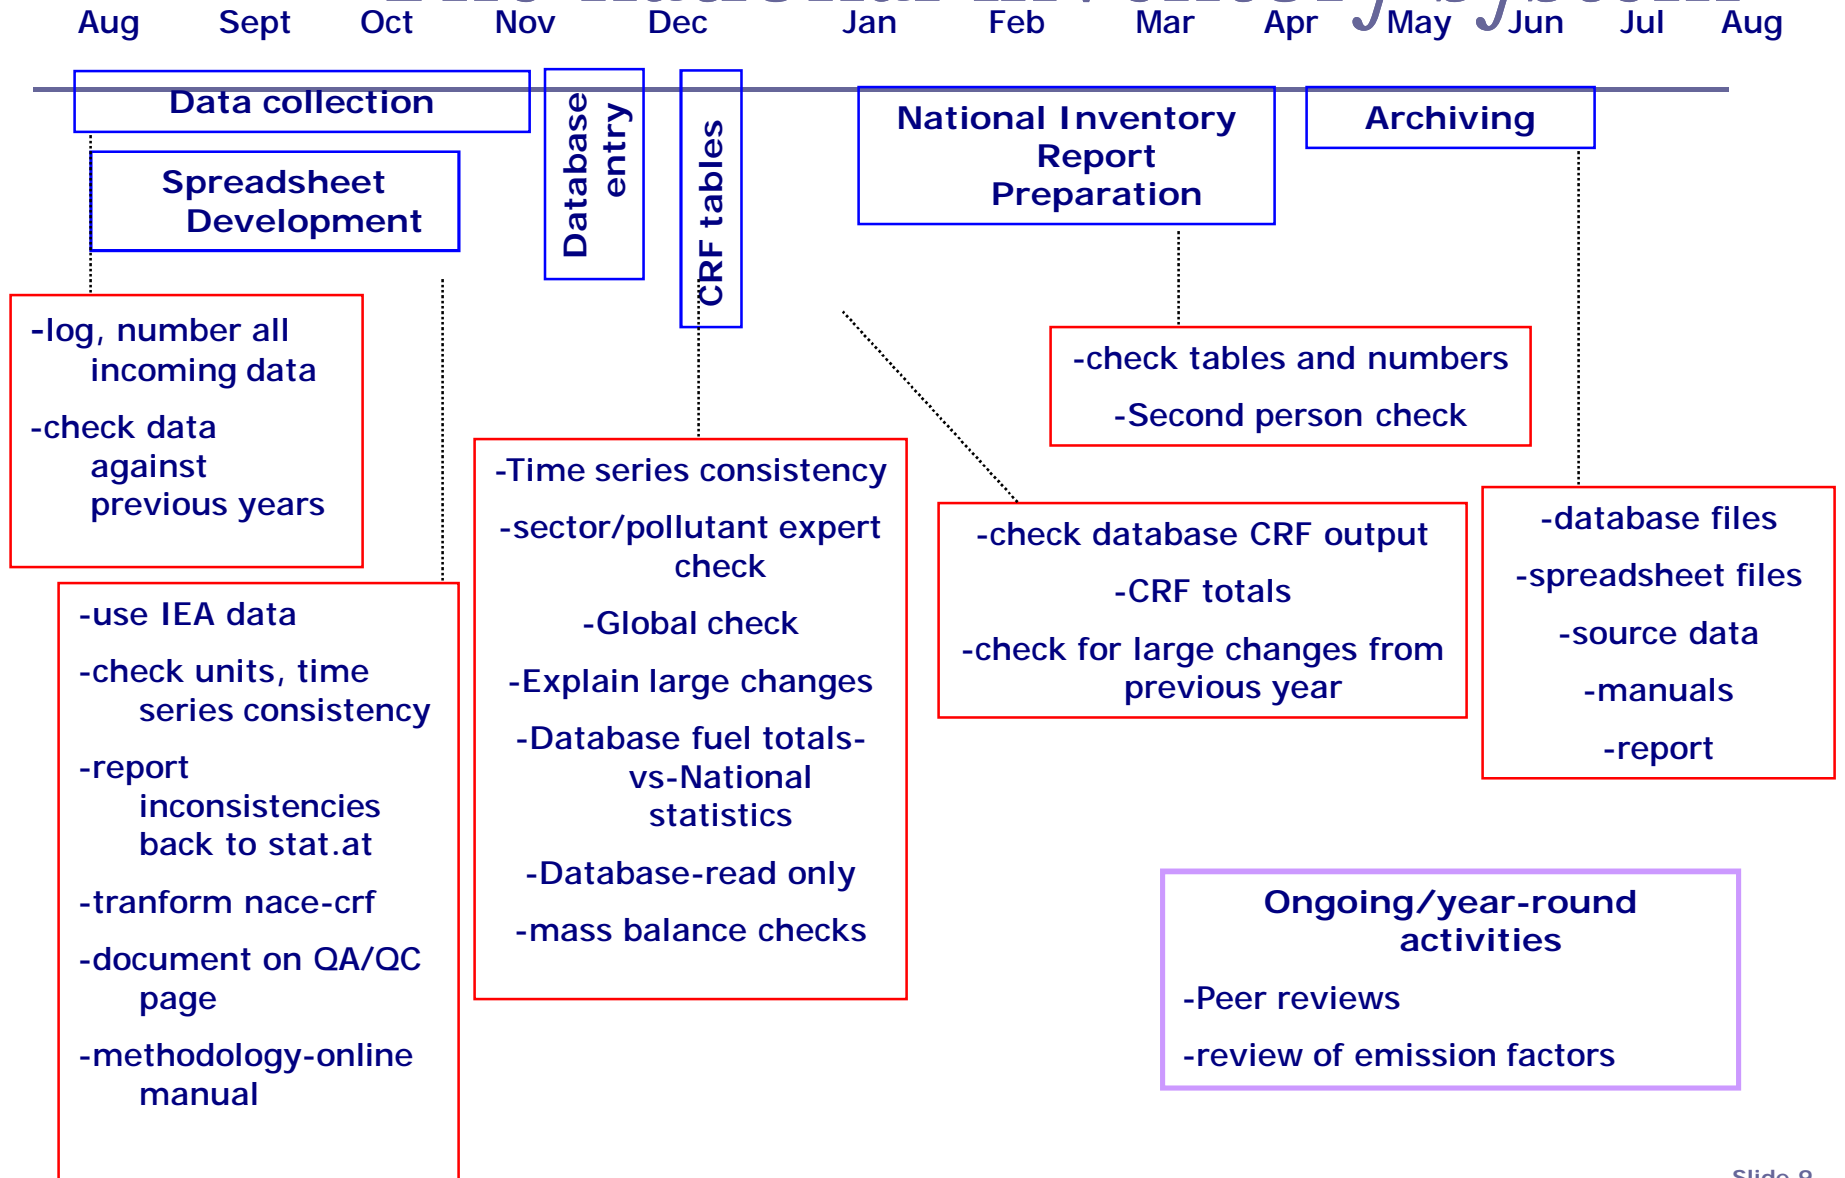 Aug Sept Oct Nov Dec Jan Feb Mar Apr May Jun Jul Aug
Data collection
Spreadsheet
Development
Database
entry
CRF tables
National Inventory
Report
Preparation
Archiving
-log, number all
incoming data
-check data
against
previous years
-use IEA data
-check units, time
series consistency
-report
inconsistencies
back to stat.at
-tranform nace-crf
-document on QA/QC
page
-methodology-online
manual
-Time series consistency
-sector/pollutant expert
check
-Global check
-Explain large changes
-Database fuel totals-
vs-National
statistics
-Database-read only
-mass balance checks
-check database CRF output
-CRF totals
-check for large changes from
previous year
-check tables and numbers
-Second person check
-database files
-spreadsheet files
-source data
-manuals
-report
Ongoing/year-round
activities
-Peer reviews
-review of emission factors
Slide 9